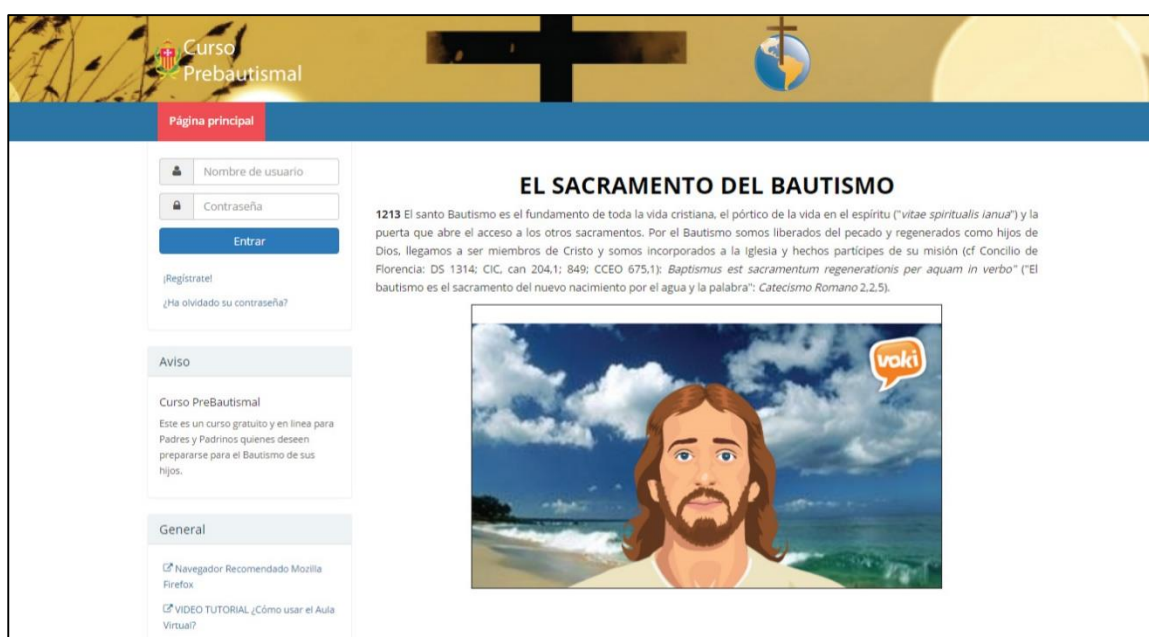 Curso
Prebautismal
Página principal
Nombre de usuario
Contraseña
Entrar
¡Regístrate!
¿Ha olvidado su contraseña?
Aviso
Curso PreBautismal
Este es un curso gratuito y en linea para
Padres y Padrinos quienes deseen
prepararse para el Bautismo de sus
hijos.
General
Navegador Recomendado Mozilla
Firefox
VIDEO TUTORIAL ¿Cómo usar el Aula
Virtual?
EL SACRAMENTO DEL BAUTISMO
1213 El santo Bautismo es el fundamento de toda la vida cristiana, el pórtico de la vida en el espíritu ("vitae spiritualis ianua") y la
puerta que abre el acceso a los otros sacramentos. Por el Bautismo somos liberados del pecado y regenerados como hijos de
Dios, llegamos a ser miembros de Cristo y somos incorporados a la Iglesia y hechos partícipes de su misión (cf Concilio de
Florencia: DS 1314; CIC, can 204,1; 849; CCEO 675,1): Baptismus est sacramentum regenerationis per aquam in verbo" ("El
bautismo es el sacramento del nuevo nacimiento por el agua y la palabra": Catecismo Romano 2,2,5).
voki